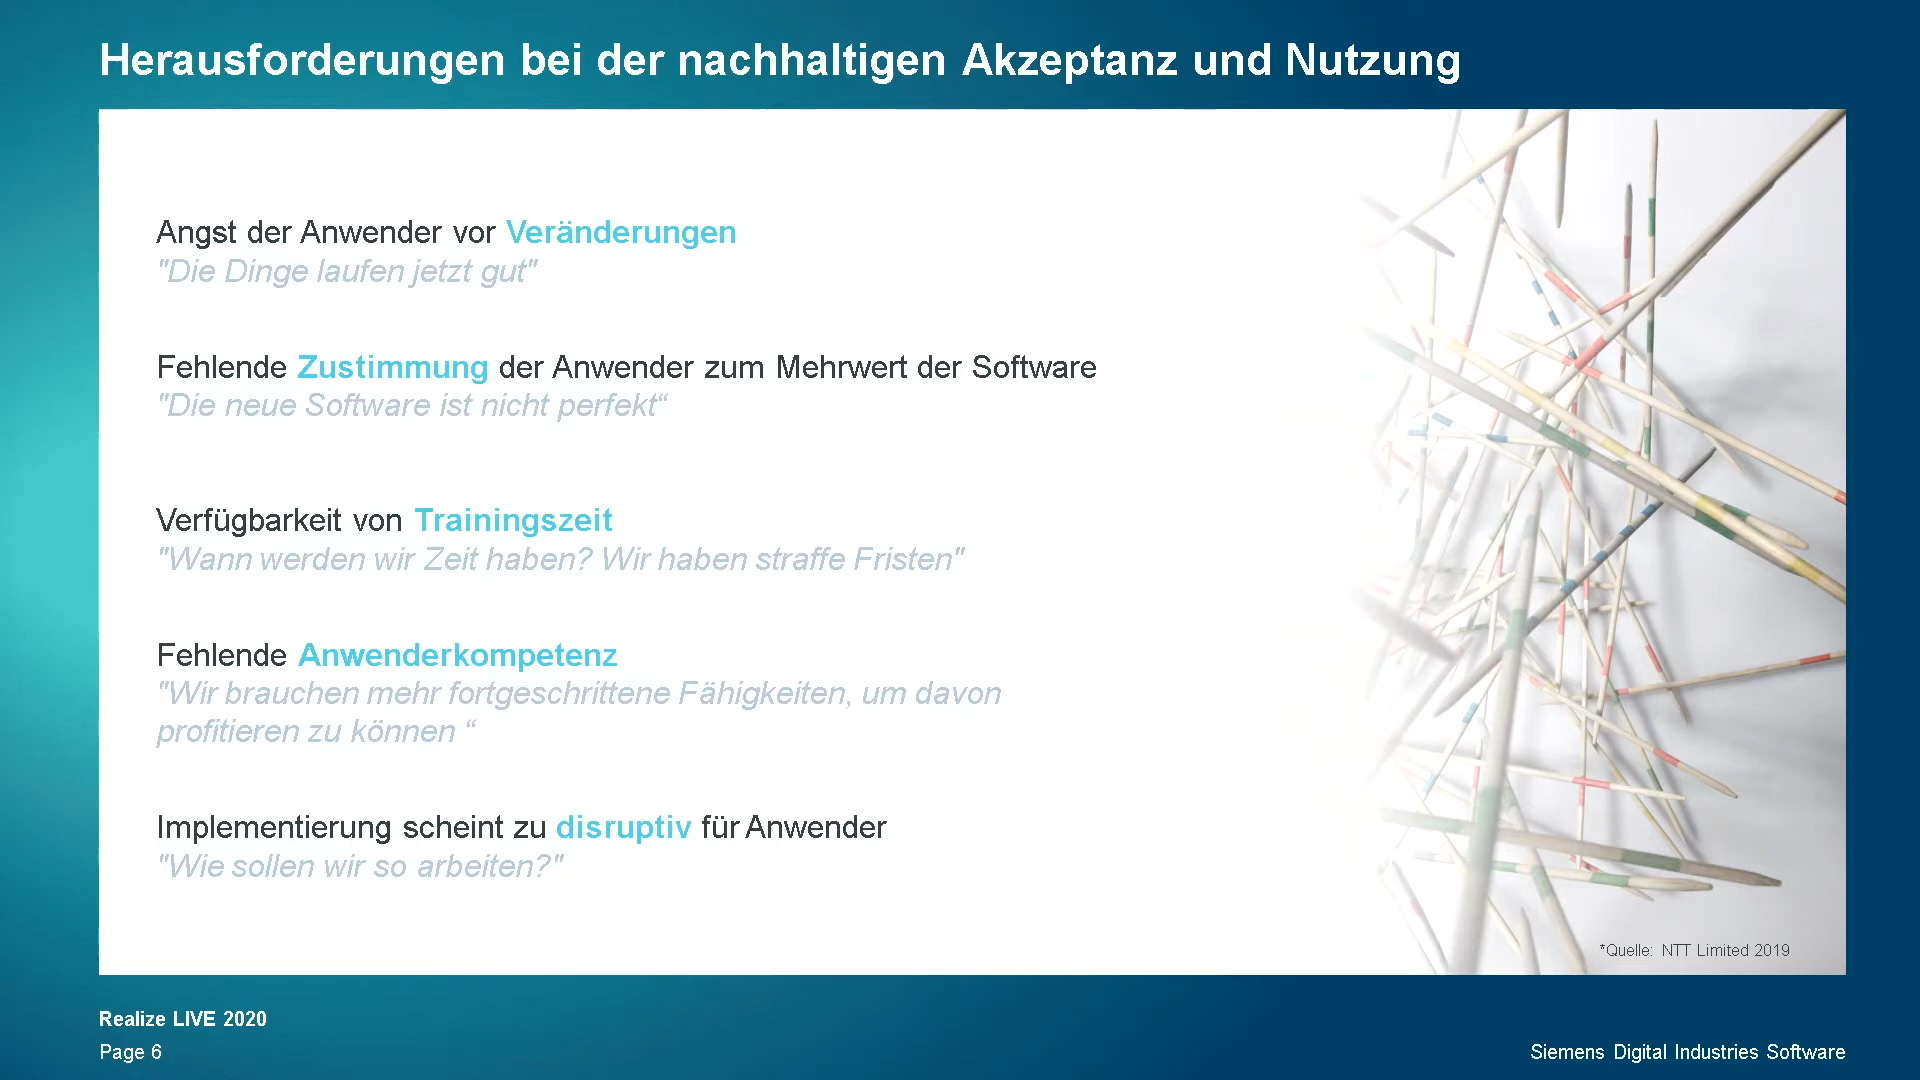 Herausforderungen bei der nachhaltigen Akzeptanz und Nutzung
Angst der Anwender vor Veränderungen
"Die Dinge laufen jetzt gut"
Fehlende Zustimmung der Anwender zum Mehrwert der Software
"Die neue Software ist nicht perfekt“
Verfügbarkeit von Trainingszeit
"Wann werden wir Zeit haben? Wir haben straffe Fristen"
Fehlende Anwenderkompetenz
"Wir brauchen mehr fortgeschrittene Fähigkeiten, um davon
profitieren zu können “
Implementierung scheint zu disruptiv für Anwender
"Wie sollen wir so arbeiten?"
*Quelle: NTT Limited 2019
Realize LIVE 2020
Page 6
Siemens Digital Industries Software